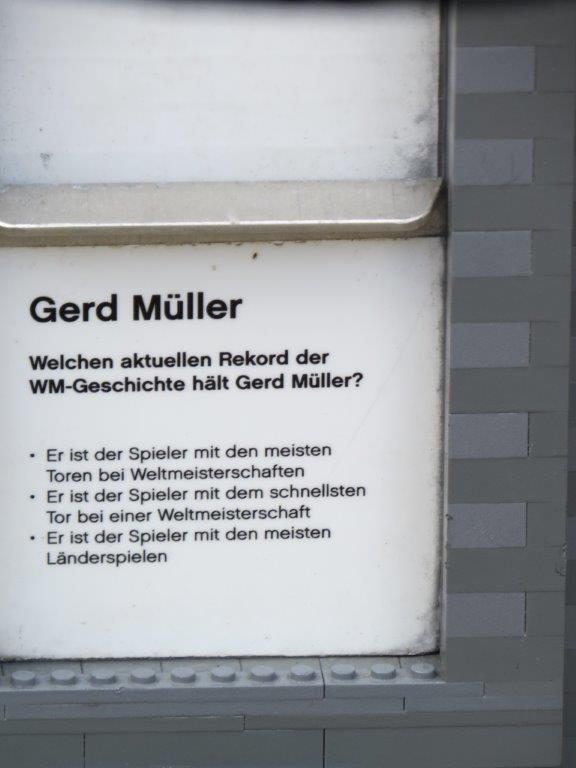 Gerd Müller
Welchen aktuellen Rekord der
WM-Geschichte hält Gerd Müller?
• Er ist der Spieler mit den meisten
Toren bei Weltmeisterschaften
• Er ist der Spieler mit dem schnellsten
Tor bei einer Weltmeisterschaft
• Er ist der Spieler mit den meisten
Länderspielen